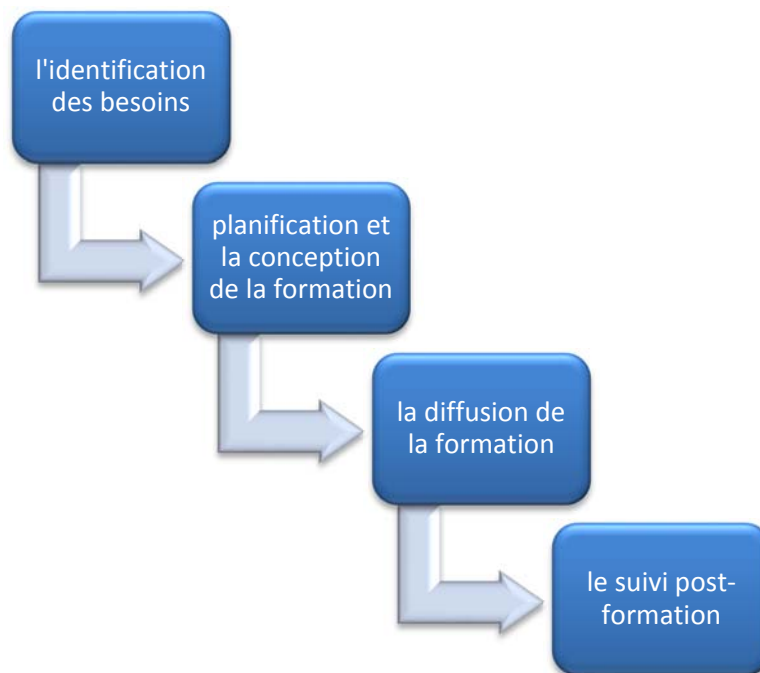 l'identification
des besoins
planification et
la conception
de la formation
la diffusion de
la formation
le suivi post-
formation